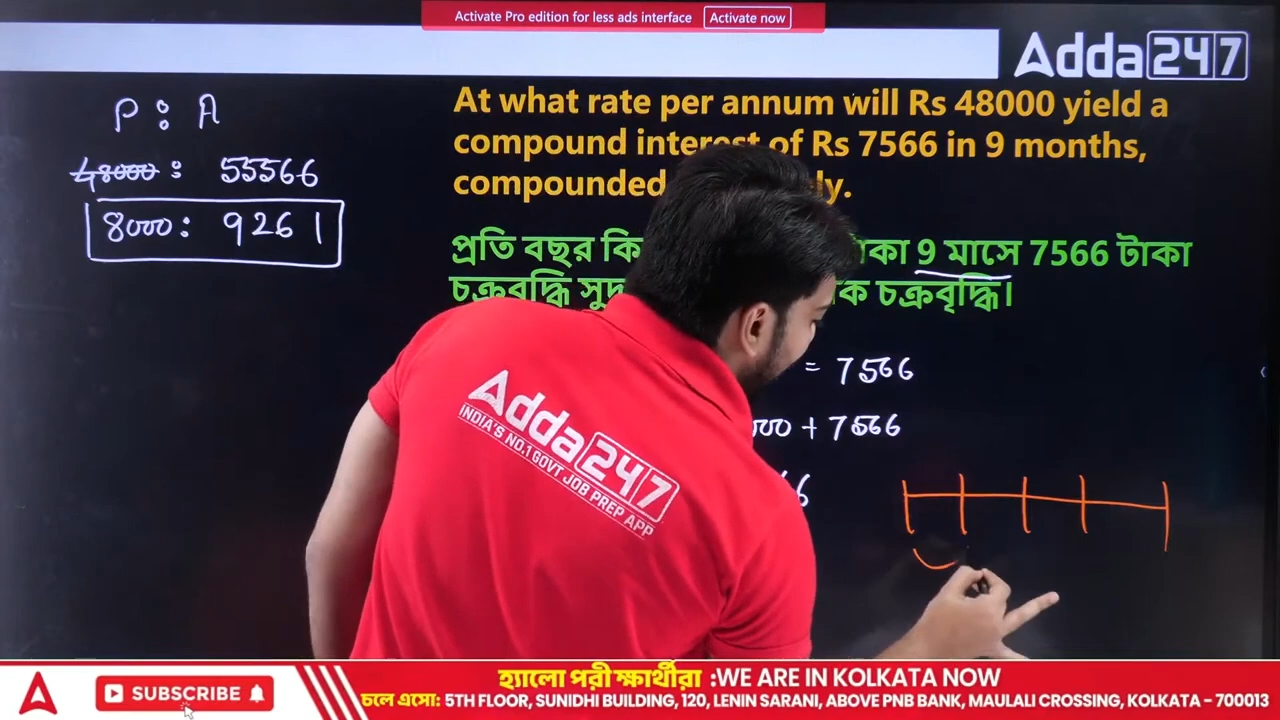 Activate Pro edition for less ads interface Activate now
Adda247
P : A
48000 : 55566
8000 : 9261
At what rate per annum will Rs 48000 yield a
compound interest of Rs 7566 in 9 months,
compounded ly.
প্রতি বছর কি টাকা 9 মাসে 7566 টাকা
চক্রবৃদ্ধি সুদ ক চক্রবৃদ্ধি।
= 7566
000 + 7566
6
Adda247
INDIA'S NO.1 GOVT JOB PREP APP
SUBSCRIBE
হ্যালো পরীক্ষার্থীরা :WE ARE IN KOLKATA NOW
চলে এসো: 5TH FLOOR, SUNIDHI BUILDING, 120, LENIN SARANI, ABOVE PNB BANK, MAULALI CROSSING, KOLKATA - 700013